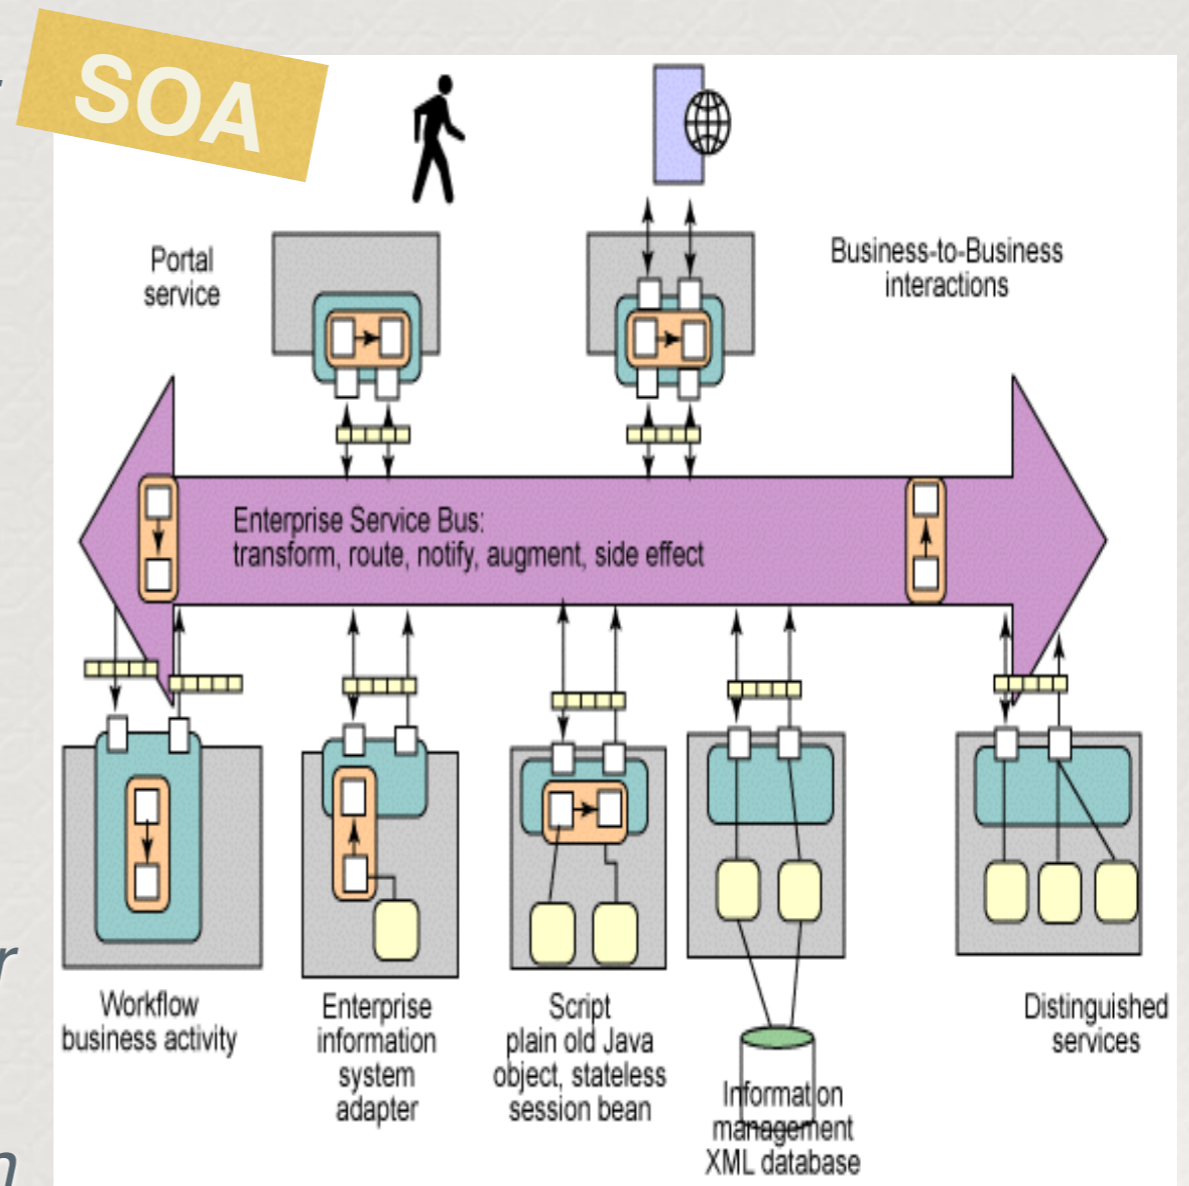 SOA
Portal
service
Business-to-Business
interactions
Enterprise Service Bus:
transform, route, notify, augment, side effect
Workflow
business activity
Enterprise
information
system
adapter
Script
plain old Java
object, stateless
session bean
Information
management
XML database
Distinguished
services